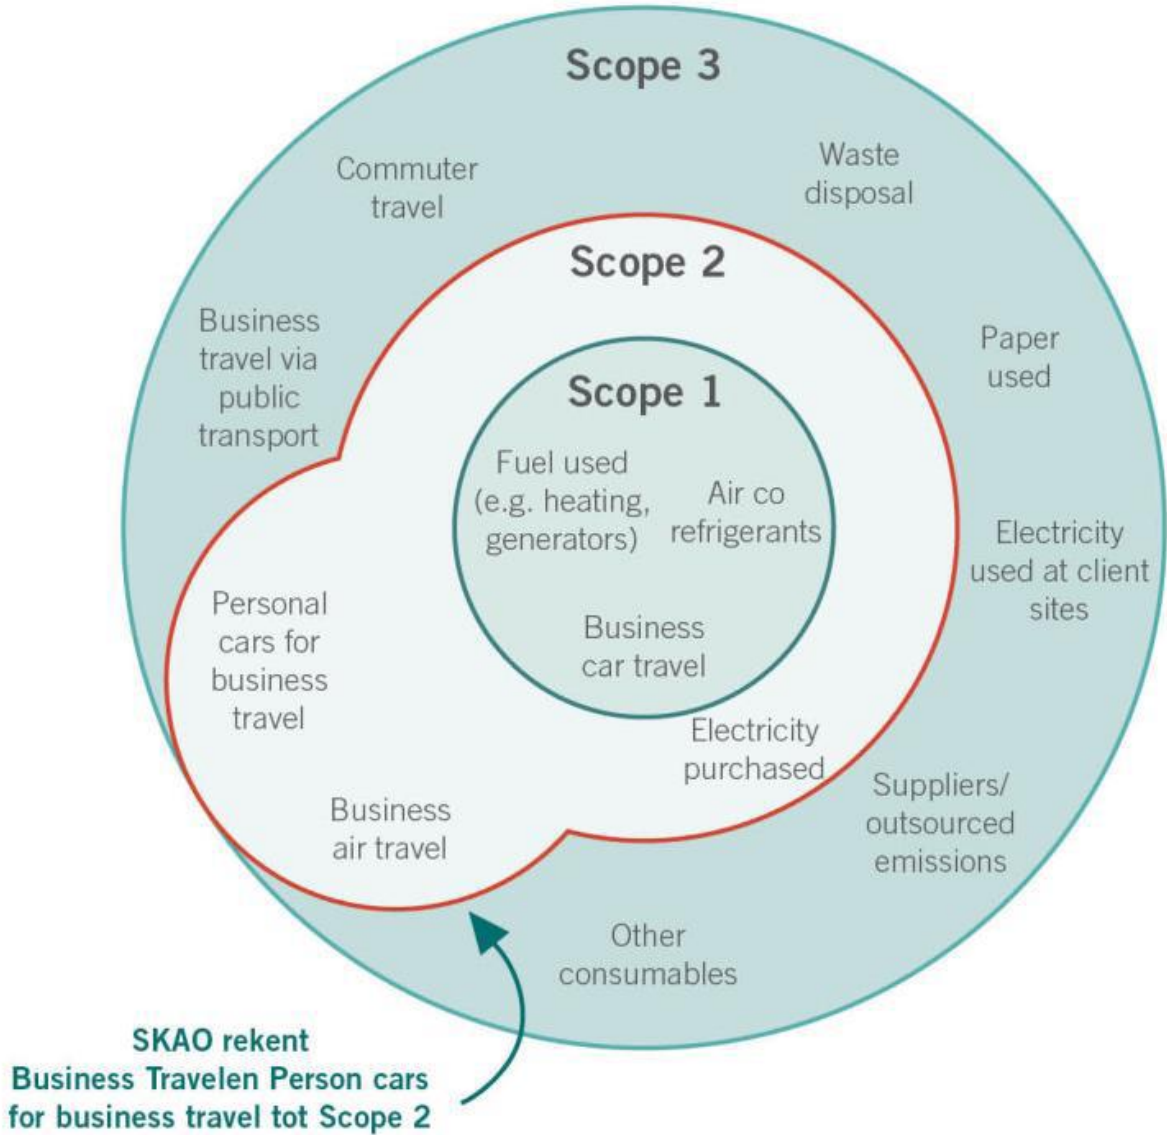 Scope 3
Commuter
travel
Waste
disposal
Scope 2
Business
travel via
public
transport
Paper
used
Scope 1
Fuel used
(e.g. heating,
generators)
Air co
refrigerants
Electricity
used at client
sites
Personal
cars for
business
travel
Business
car travel
Electricity
purchased
Business
air travel
Suppliers/
outsourced
emissions
Other
consumables
SKAO rekent
Business Travelen Person cars
for business travel tot Scope 2